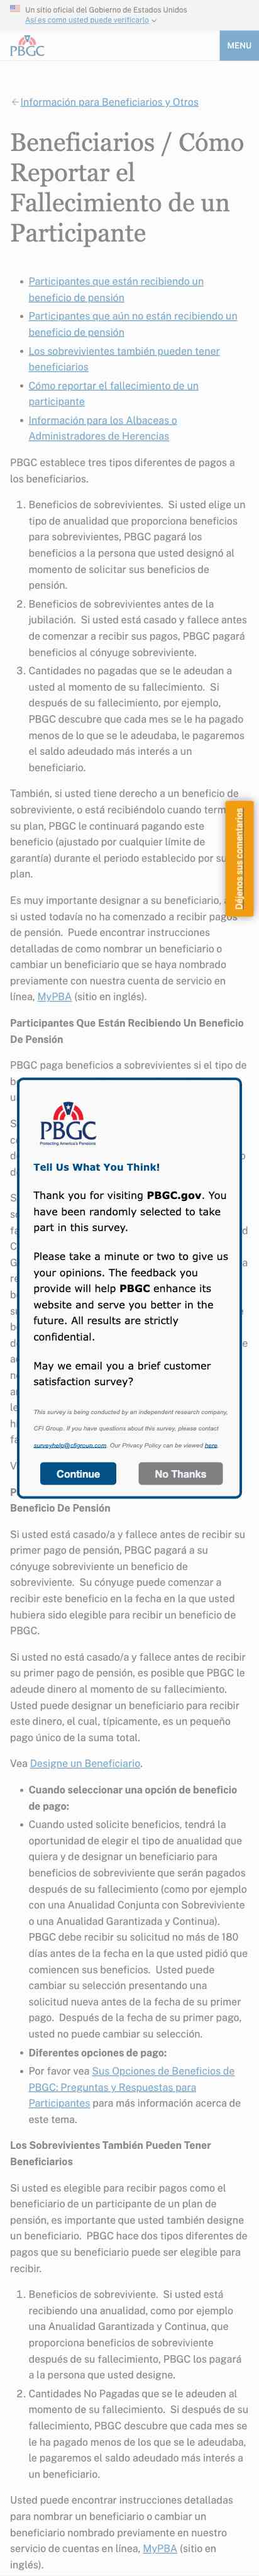 Un sitio oficial del Gobierno de Estados Unidos
Así es como usted puede verificarlo
PBGC
MENU
Información para Beneficiarios y Otros
Beneficiarios / Cómo
Reportar el
Fallecimiento de un
Participante
Participantes que están recibiendo un
beneficio de pensión
Participantes que aún no están recibiendo un
beneficio de pensión
Los sobrevivientes también pueden tener
beneficiarios
Cómo reportar el fallecimiento de un
participante
Información para los Albaceas o
Administradores de Herencias
PBGC establece tres tipos diferentes de pagos a
los beneficiarios.
1. Beneficios de sobrevivientes. Si usted elige un
tipo de anualidad que proporciona beneficios
para sobrevivientes, PBGC pagará los
beneficios a la persona que usted designó al
momento de solicitar sus beneficios de
pensión.
2. Beneficios de sobrevivientes antes de la
jubilación. Si usted está casado y fallece antes
de comenzar a recibir sus pagos, PBGC pagará
beneficios al cónyuge sobreviviente.
3. Cantidades no pagadas que se le adeudan a
usted al momento de su fallecimiento. Si
después de su fallecimiento, por ejemplo,
PBGC descubre que cada mes se le ha pagado
menos de lo que se le adeudaba, le pagaremos
el saldo adeudado más interés a un
beneficiario.
También, si usted tiene derecho a un beneficio de
sobreviviente, o está recibiéndolo cuando
su plan, PBGC le continuará pagando este
beneficio (ajustado por cualquier límite de
garantía) durante el periodo establecido por su
plan.
Déjenos sus comentarios
Es muy importante designar a su beneficiario,
si usted todavía no ha comenzado a recibir pagos
de pensión. Puede encontrar instrucciones
detalladas de como nombrar un beneficiario o
cambiar un beneficiario que se haya nombrado
previamente con nuestra cuenta de servicio en
línea, MyPBA (sitio en inglés).
Participantes Que Están Recibiendo Un Beneficio
De Pensión
PBGC paga beneficios a sobrevivientes si el tipo de
PBGC
Protecting America's Pensions
Tell Us What You Think!
Thank you for visiting PBGC.gov. You
have been randomly selected to take
part in this survey.
Please take a minute or two to give us
your opinions. The feedback you
provide will help PBGC enhance its
website and serve you better in the
future. All results are strictly
confidential.
May we email you a brief customer
satisfaction survey?
This survey is being conducted by an independent research company,
CFI Group. If you have questions about this survey, please contact
surveyhelp@cfigroup.com. Our Privacy Policy can be viewed here.
Continue
No Thanks
Beneficio De Pensión
Si usted está casado/a y fallece antes de recibir su
primer pago de pensión, PBGC pagará a su
cónyuge sobreviviente un beneficio de
sobreviviente. Su cónyuge puede comenzar a
recibir este beneficio en la fecha en la que usted
hubiera sido elegible para recibir un beneficio de
PBGC.
Si usted no está casado/a y fallece antes de recibir
su primer pago de pensión, es posible que PBGC le
adeude dinero al momento de su fallecimiento.
Usted puede designar un beneficiario para recibir
este dinero, el cual, típicamente, es un pequeño
pago único de la suma total.
Vea Designe un Beneficiario.
Cuando seleccionar una opción de beneficio
de pago:
Cuando usted solicite beneficios, tendrá la
oportunidad de elegir el tipo de anualidad que
quiera y de designar un beneficiario para
beneficios de sobreviviente que serán pagados
después de su fallecimiento (como por ejemplo
con una Anualidad Conjunta con Sobreviviente
o una Anualidad Garantizada y Continua).
PBGC debe recibir su solicitud no más de 180
días antes de la fecha en la que usted pidió que
comiencen sus beneficios. Usted puede
cambiar su selección presentando una
solicitud nueva antes de la fecha de su primer
pago. Después de la fecha de su primer pago,
usted no puede cambiar su selección.
Diferentes opciones de pago:
Por favor vea Sus Opciones de Beneficios de
PBGC: Preguntas y Respuestas para
Participantes para más información acerca de
este tema.
Los Sobrevivientes También Pueden Tener
Beneficiarios
Si usted es elegible para recibir pagos como el
beneficiario de un participante de un plan de
pensión, es importante que usted también designe
un beneficiario. PBGC hace dos tipos diferentes de
pagos que su beneficiario puede ser elegible para
recibir.
1. Beneficios de sobreviviente. Si usted está
recibiendo una anualidad, como por ejemplo
una Anualidad Garantizada y Continua, que
proporciona beneficios de sobreviviente
después de su fallecimiento, PBGC los pagará
a la persona que usted designe.
2. Cantidades No Pagadas que se le adeuden al
momento de su fallecimiento. Si después de su
fallecimiento, PBGC descubre que cada mes se
le ha pagado menos de los que se le adeudaba,
le pagaremos el saldo adeudado más interés a
un beneficiario.
Usted puede encontrar instrucciones detalladas
para nombrar un beneficiario o cambiar un
beneficiario nombrado previamente en nuestro
servicio de cuentas en línea, MyPBA (sitio en
inglés).